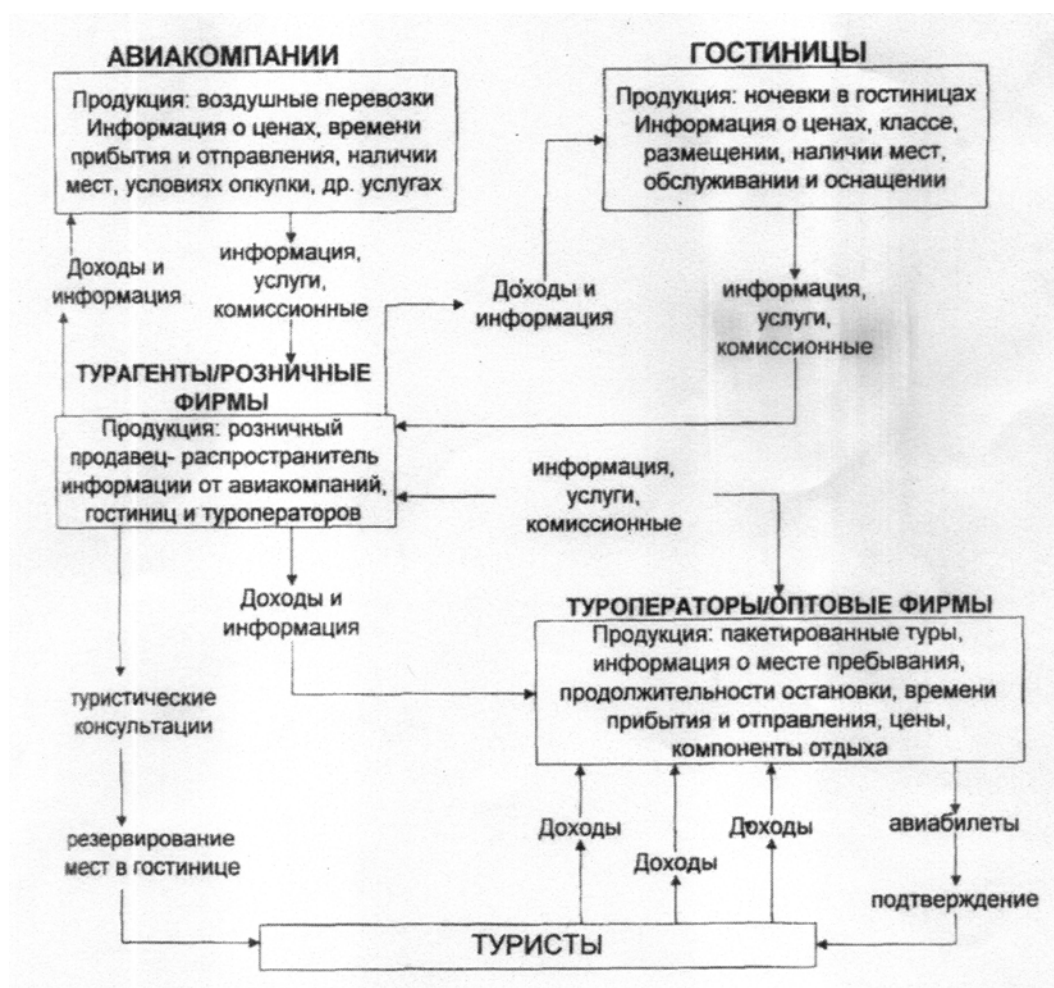 АВИАКОМПАНИИ
Продукция: воздушные перевозки
Информация о ценах, времени
прибытия и отправления, наличии
мест, условиях опкупки, др. услугах
ГОСТИНИЦЫ
Продукция: ночевки в гостиницах
Информация о ценах, классе,
размещении, наличии мест,
обслуживании и оснащении
Доходы и
информация
информация,
услуги,
комиссионные
Доходы и
информация
информация,
услуги,
комиссионные
ТУРАГЕНТЫ/РОЗНИЧНЫЕ
ФИРМЫ
Продукция: розничный
продавец- распространитель
информации от авиакомпаний,
гостиниц и туроператоров
информация,
услуги,
комиссионные
Доходы и
информация
ТУРОПЕРАТОРЫ/ОПТОВЫЕ ФИРМЫ
Продукция: пакетированные туры,
информация о месте пребывания,
продолжительности остановки, времени
прибытия и отправления, цены,
компоненты отдыха
туристические
консультации
резервирование
мест в гостинице
Доходы
Доходы
Доходы
авиабилеты
подтверждение
ТУРИСТЫ